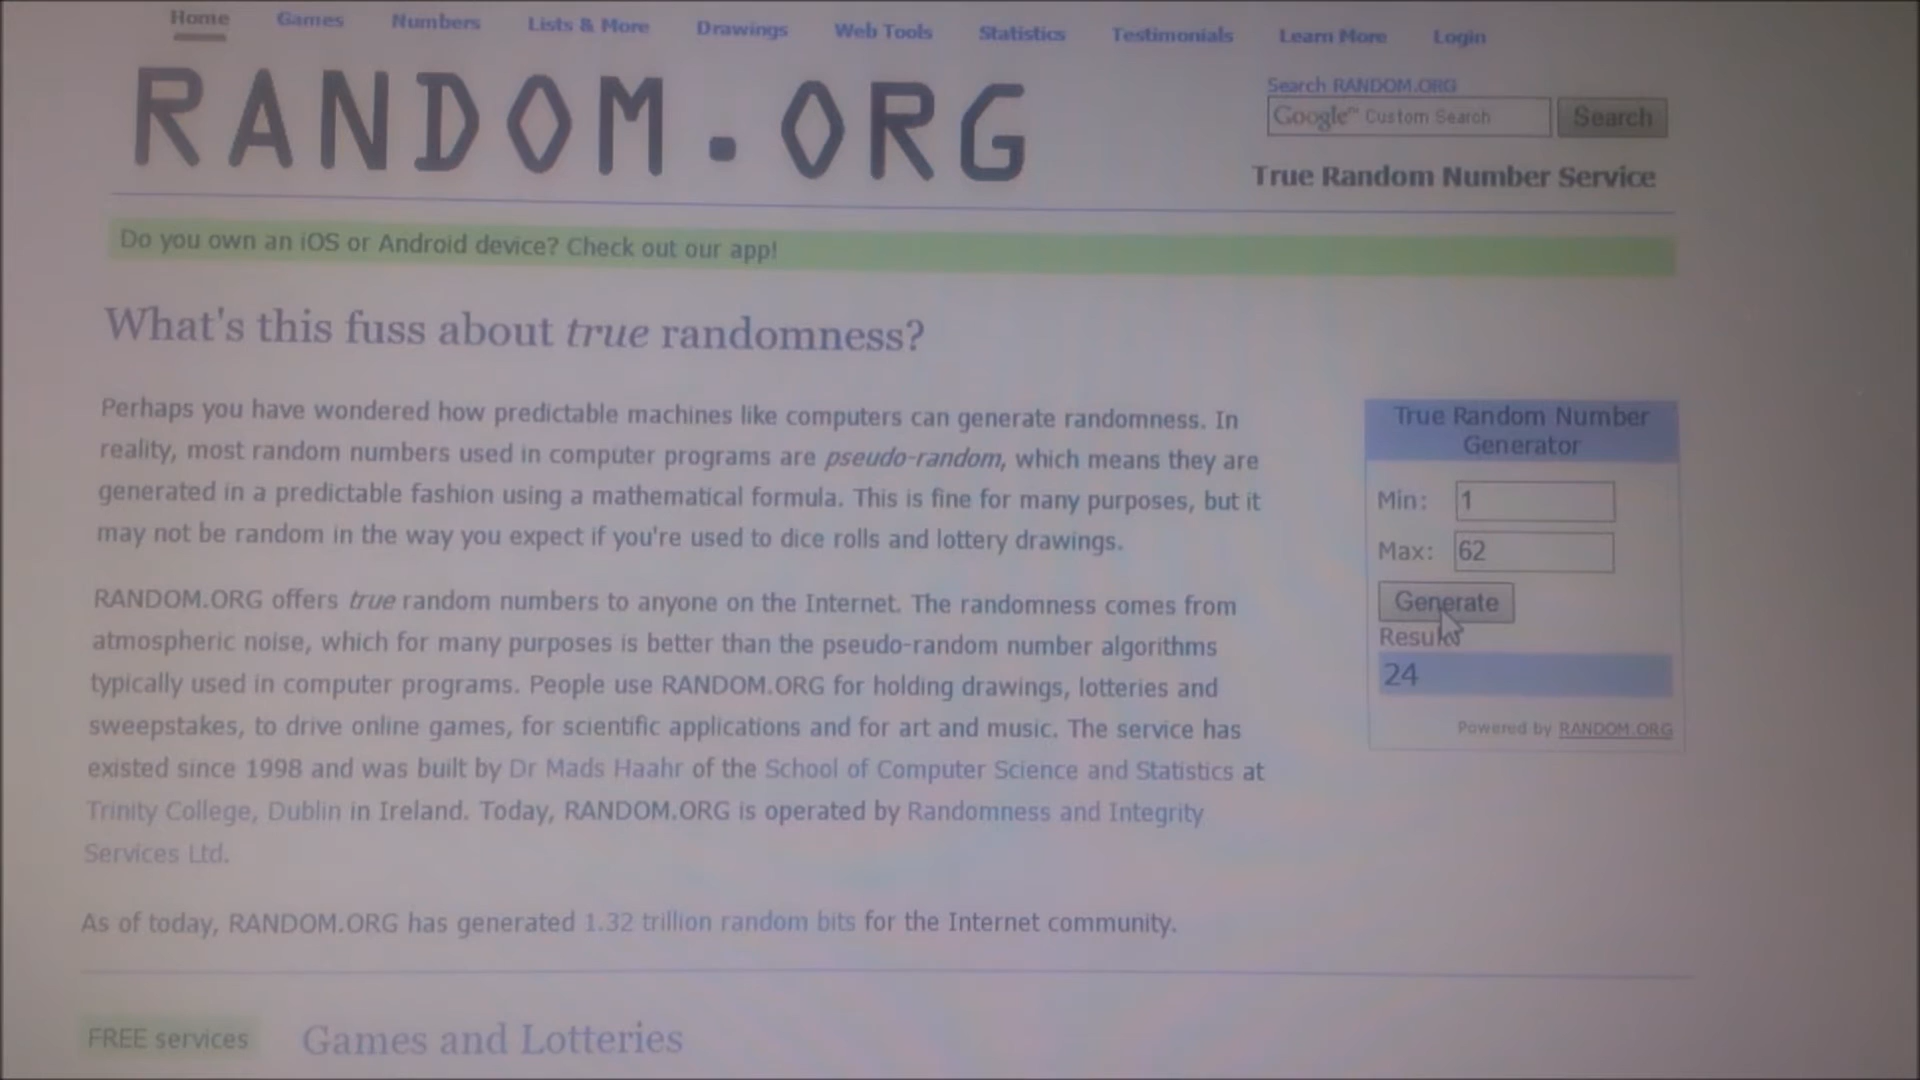 Home Games Numbers Lists & More Drawings Web Tools Statistics Testimonials Learn More Login
RANDOM.ORG
Search RANDOM.ORG
Google™ Custom Search Search
True Random Number Service
Do you own an iOS or Android device? Check out our app!
What's this fuss about true randomness?
Perhaps you have wondered how predictable machines like computers can generate randomness. In
reality, most random numbers used in computer programs are pseudo-random, which means they are
generated in a predictable fashion using a mathematical formula. This is fine for many purposes, but it
may not be random in the way you expect if you're used to dice rolls and lottery drawings.
RANDOM.ORG offers true random numbers to anyone on the Internet. The randomness comes from
atmospheric noise, which for many purposes is better than the pseudo-random number algorithms
typically used in computer programs. People use RANDOM.ORG for holding drawings, lotteries and
sweepstakes, to drive online games, for scientific applications and for art and music. The service has
existed since 1998 and was built by Dr Mads Haahr of the School of Computer Science and Statistics at
Trinity College, Dublin in Ireland. Today, RANDOM.ORG is operated by Randomness and Integrity
Services Ltd.
As of today, RANDOM.ORG has generated 1.32 trillion random bits for the Internet community.
True Random Number
Generator
Min: 1
Max: 62
Generate
Result:
24
Powered by RANDOM.ORG
FREE services Games and Lotteries